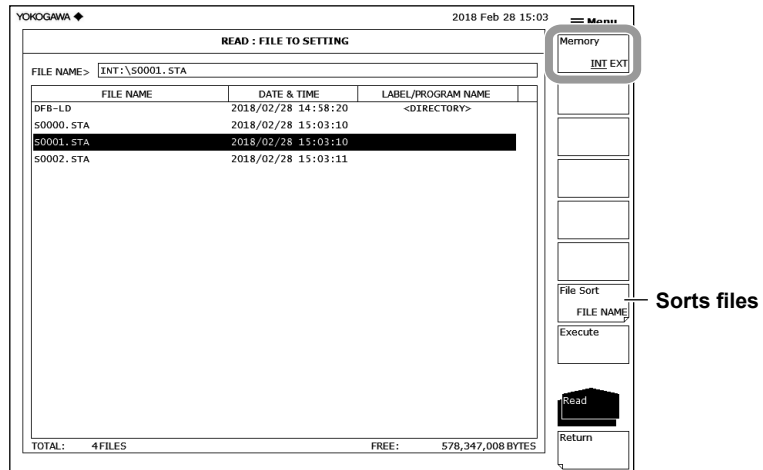 YOKOGAWA 2018 Feb 28 15:03 Menu
READ : FILE TO SETTING
FILE NAME> INT:\S0001.STA
FILE NAME DATE & TIME LABEL/PROGRAM NAME
DFB-LD 2018/02/28 14:58:20 <DIRECTORY>
S0000.STA 2018/02/28 15:03:10
S0001.STA 2018/02/28 15:03:10
S0002.STA 2018/02/28 15:03:11
TOTAL: 4FILES FREE: 578,347,008 BYTES
Memory
INT EXT
File Sort
FILE NAME
Execute
Read
Return
Sorts files